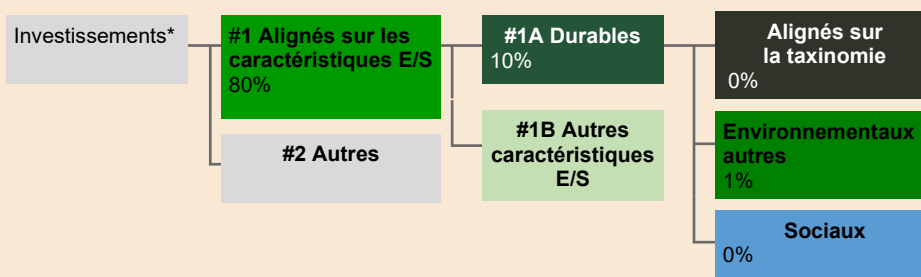 Investissements*
#1 Alignés sur les
caractéristiques E/S
80%
#2 Autres
#1A Durables
10%
#1B Autres
caractéristiques
E/S
Alignés sur
la taxinomie
0%
Environnementaux
autres
1%
Sociaux
0%